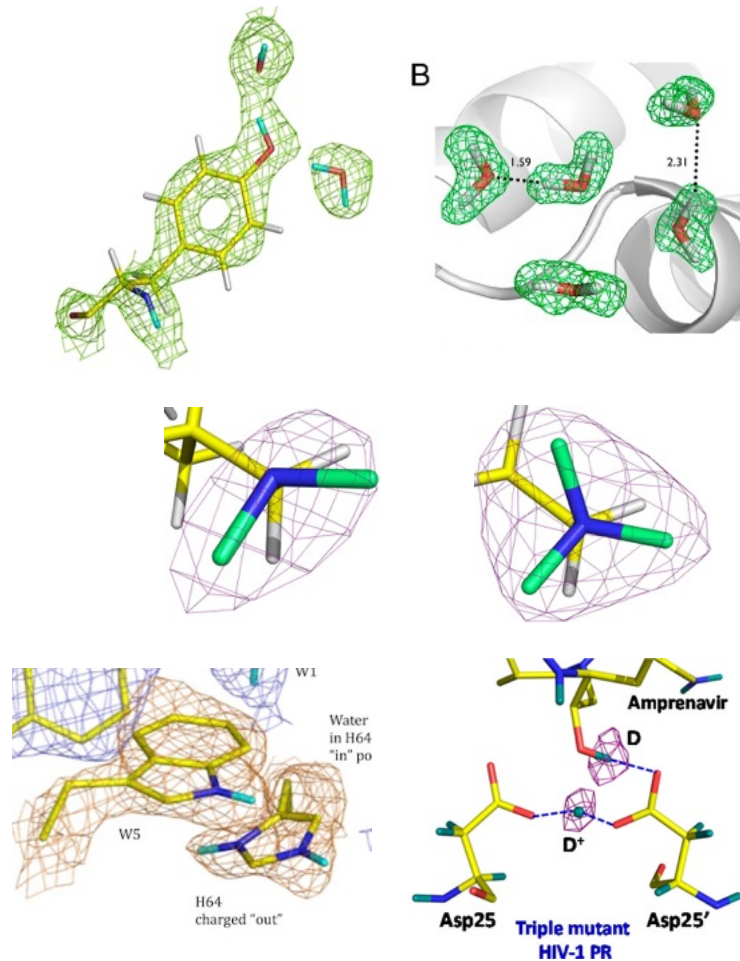 B
1.59
2.31
W1
Water
in H64
"in" po
W5
H64
charged "out"
Amprenavir
D
D⁺
Asp25
Asp25'
Triple mutant
HIV-1 PR